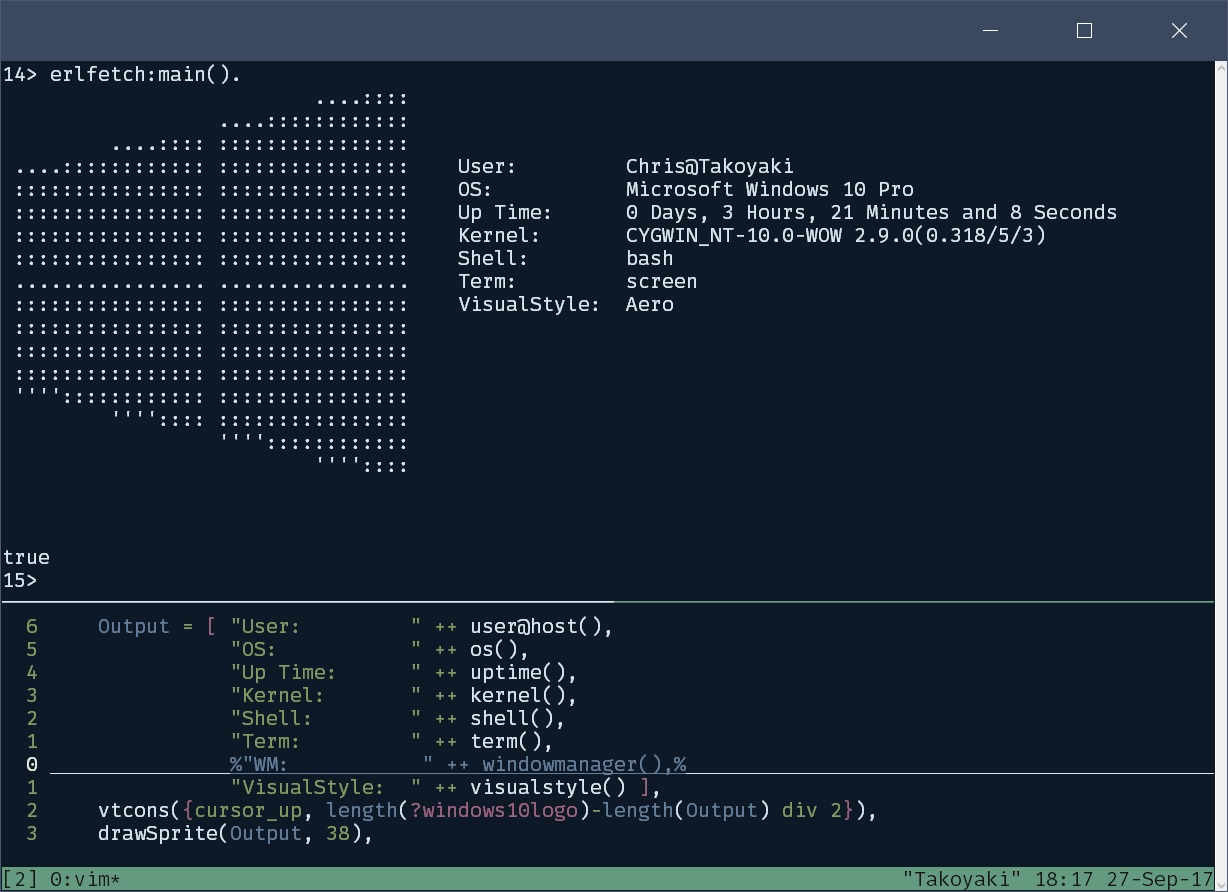 14> erlfetch:main().
                          ....::::
                  ....::::::::::::
         ....:::: ::::::::::::::::
 ....:::::::::::: ::::::::::::::::    User:         Chris@Takoyaki
 :::::::::::::::: ::::::::::::::::    OS:           Microsoft Windows 10 Pro
 :::::::::::::::: ::::::::::::::::    Up Time:      0 Days, 3 Hours, 21 Minutes and 8 Seconds
 :::::::::::::::: ::::::::::::::::    Kernel:       CYGWIN_NT-10.0-WOW 2.9.0(0.318/5/3)
 :::::::::::::::: ::::::::::::::::    Shell:        bash
 ................ ................    Term:         screen
 :::::::::::::::: ::::::::::::::::    VisualStyle:  Aero
 :::::::::::::::: ::::::::::::::::
 :::::::::::::::: ::::::::::::::::
 :::::::::::::::: ::::::::::::::::
 '''':::::::::::: ::::::::::::::::
         '''':::: ::::::::::::::::
                  ''''::::::::::::
                          ''''::::
true
15>
  6     Output = [ "User:         " ++ user@host(),
  5                "OS:           " ++ os(),
  4                "Up Time:      " ++ uptime(),
  3                "Kernel:       " ++ kernel(),
  2                "Shell:        " ++ shell(),
  1                "Term:         " ++ term(),
  0                %"WM:           " ++ windowmanager(),%
  1                "VisualStyle:  " ++ visualstyle() ],
  2     vtcons({cursor_up, length(?windows10logo)-length(Output) div 2}),
  3     drawSprite(Output, 38),
[2] 0:vim* "Takoyaki" 18:17 27-Sep-17